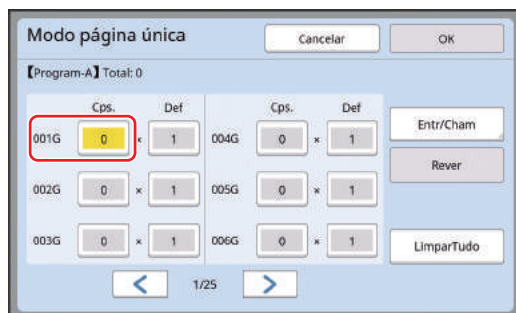 Modo página única Cancelar OK
【Program-A】Total: 0
Cps. Def Cps. Def
001G 0 × 1 004G 0 × 1 Entr/Cham
Rever
002G 0 × 1 005G 0 × 1
003G 0 × 1 006G 0 × 1 LimparTudo
< 1/25 >